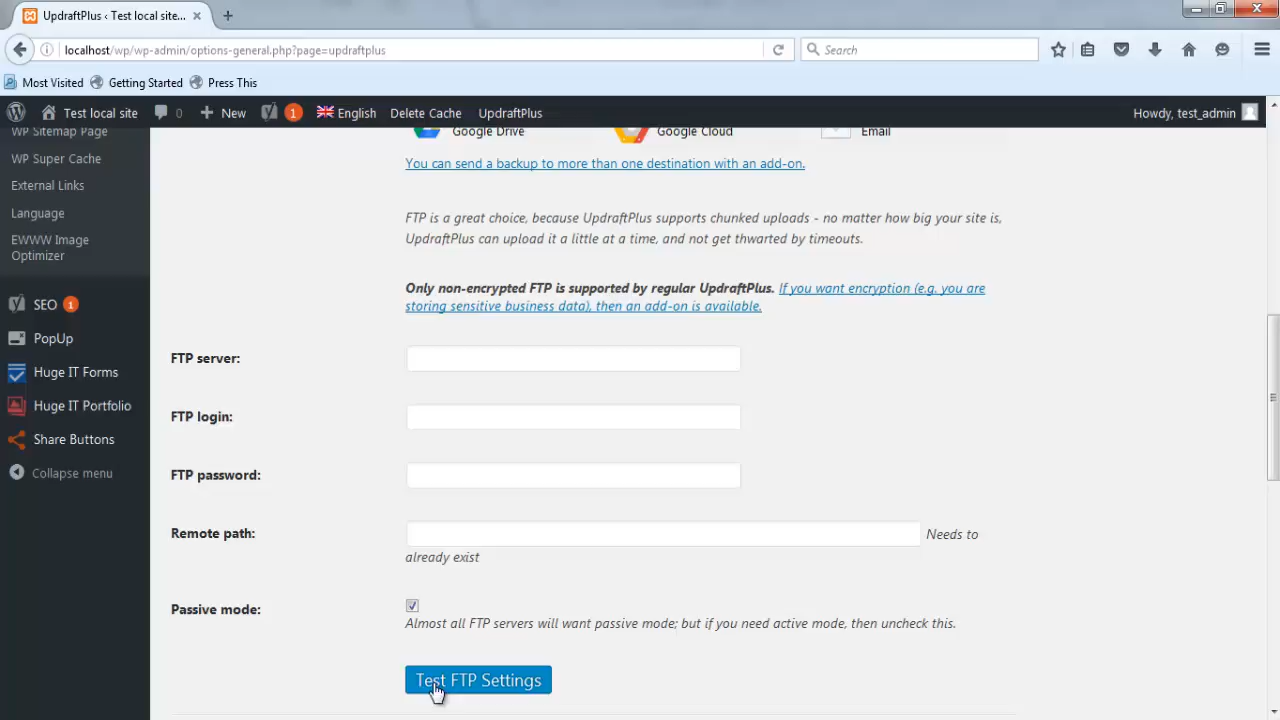 UpdraftPlus ‹ Test local site...
localhost/wp/wp-admin/options-general.php?page=updraftplus
Search
Most Visited Getting Started Press This
Test local site 0 New 1 English Delete Cache UpdraftPlus Howdy, test_admin
WP Sitemap Page
WP Super Cache
External Links
Language
EWWW Image
Optimizer
SEO 1
PopUp
Huge IT Forms
Huge IT Portfolio
Share Buttons
Collapse menu
Google Drive Google Cloud Email
You can send a backup to more than one destination with an add-on.
FTP is a great choice, because UpdraftPlus supports chunked uploads - no matter how big your site is,
UpdraftPlus can upload it a little at a time, and not get thwarted by timeouts.
Only non-encrypted FTP is supported by regular UpdraftPlus. If you want encryption (e.g. you are
storing sensitive business data), then an add-on is available.
FTP server:
FTP login:
FTP password:
Remote path: Needs to
already exist
Passive mode:
Almost all FTP servers will want passive mode; but if you need active mode, then uncheck this.
Test FTP Settings